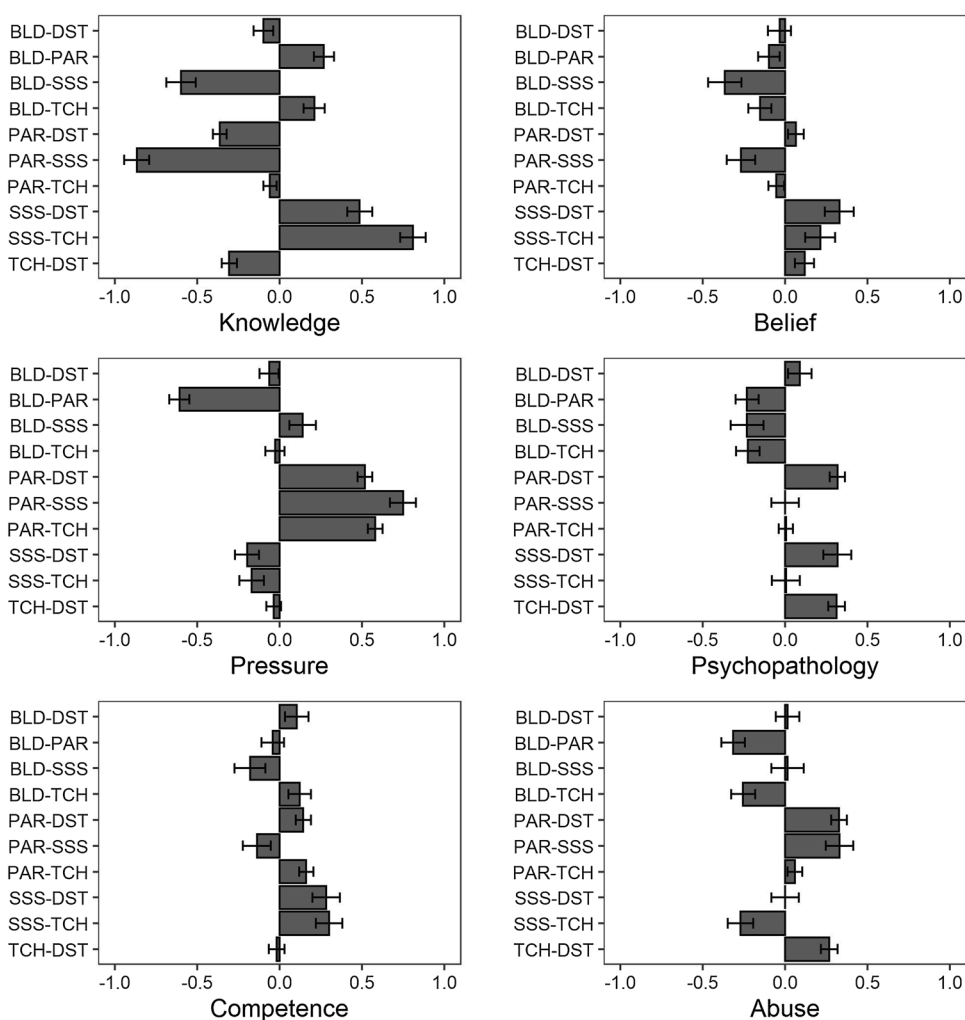 BLD-DST
BLD-PAR
BLD-SSS
BLD-TCH
PAR-DST
PAR-SSS
PAR-TCH
SSS-DST
SSS-TCH
TCH-DST
-1.0 -0.5 0.0 0.5 1.0
Knowledge
BLD-DST
BLD-PAR
BLD-SSS
BLD-TCH
PAR-DST
PAR-SSS
PAR-TCH
SSS-DST
SSS-TCH
TCH-DST
-1.0 -0.5 0.0 0.5 1.0
Belief
BLD-DST
BLD-PAR
BLD-SSS
BLD-TCH
PAR-DST
PAR-SSS
PAR-TCH
SSS-DST
SSS-TCH
TCH-DST
-1.0 -0.5 0.0 0.5 1.0
Pressure
BLD-DST
BLD-PAR
BLD-SSS
BLD-TCH
PAR-DST
PAR-SSS
PAR-TCH
SSS-DST
SSS-TCH
TCH-DST
-1.0 -0.5 0.0 0.5 1.0
Psychopathology
BLD-DST
BLD-PAR
BLD-SSS
BLD-TCH
PAR-DST
PAR-SSS
PAR-TCH
SSS-DST
SSS-TCH
TCH-DST
-1.0 -0.5 0.0 0.5 1.0
Competence
BLD-DST
BLD-PAR
BLD-SSS
BLD-TCH
PAR-DST
PAR-SSS
PAR-TCH
SSS-DST
SSS-TCH
TCH-DST
-1.0 -0.5 0.0 0.5 1.0
Abuse